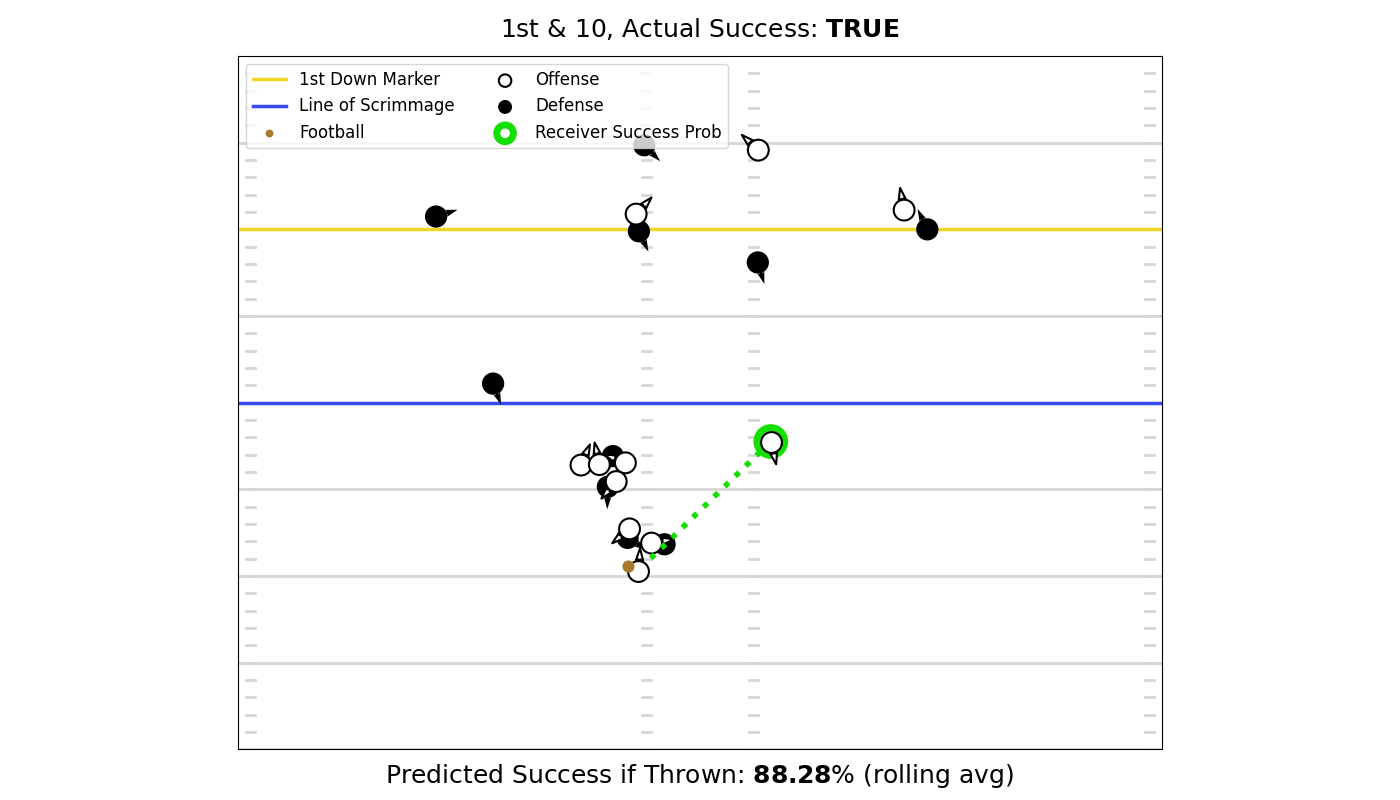 1st & 10, Actual Success: TRUE
1st Down Marker
Line of Scrimmage
Football
Offense
Defense
Receiver Success Prob
Predicted Success if Thrown: 88.28% (rolling avg)